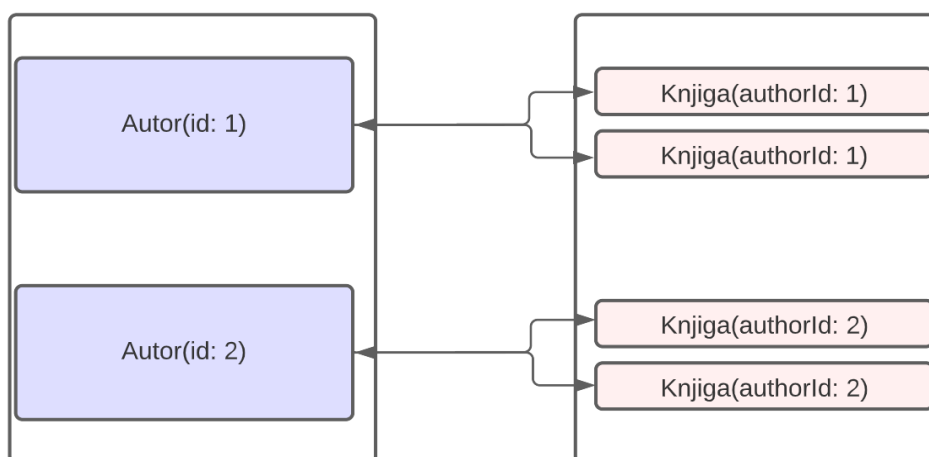 Autor(id: 1)
Knjiga(authorId: 1)
Knjiga(authorId: 1)
Autor(id: 2)
Knjiga(authorId: 2)
Knjiga(authorId: 2)